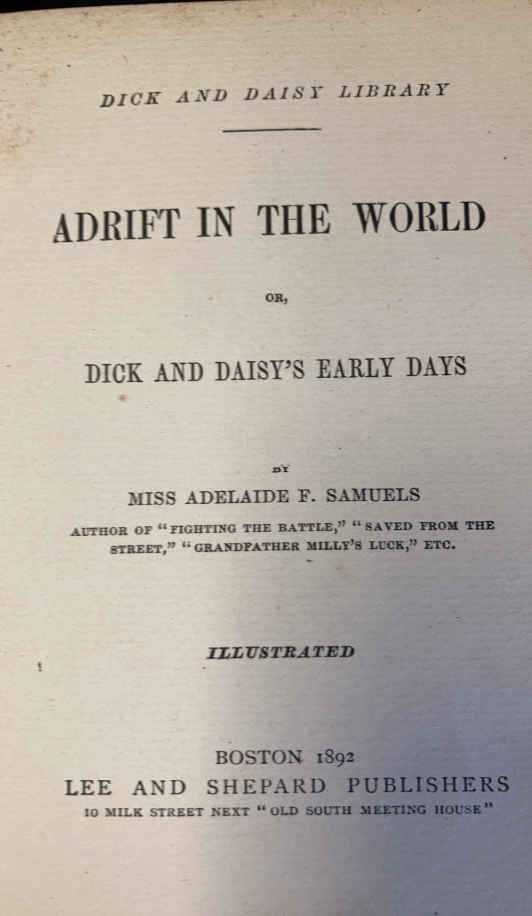 DICK AND DAISY LIBRARY
ADRIFT IN THE WORLD
OR,
DICK AND DAISY'S EARLY DAYS
BY
MISS ADELAIDE F. SAMUELS
AUTHOR OF “FIGHTING THE BATTLE,” “SAVED FROM THE
STREET,” “GRANDFATHER MILLY'S LUCK,” ETC.
ILLUSTRATED
BOSTON 1892
LEE AND SHEPARD PUBLISHERS
10 MILK STREET NEXT “OLD SOUTH MEETING HOUSE”